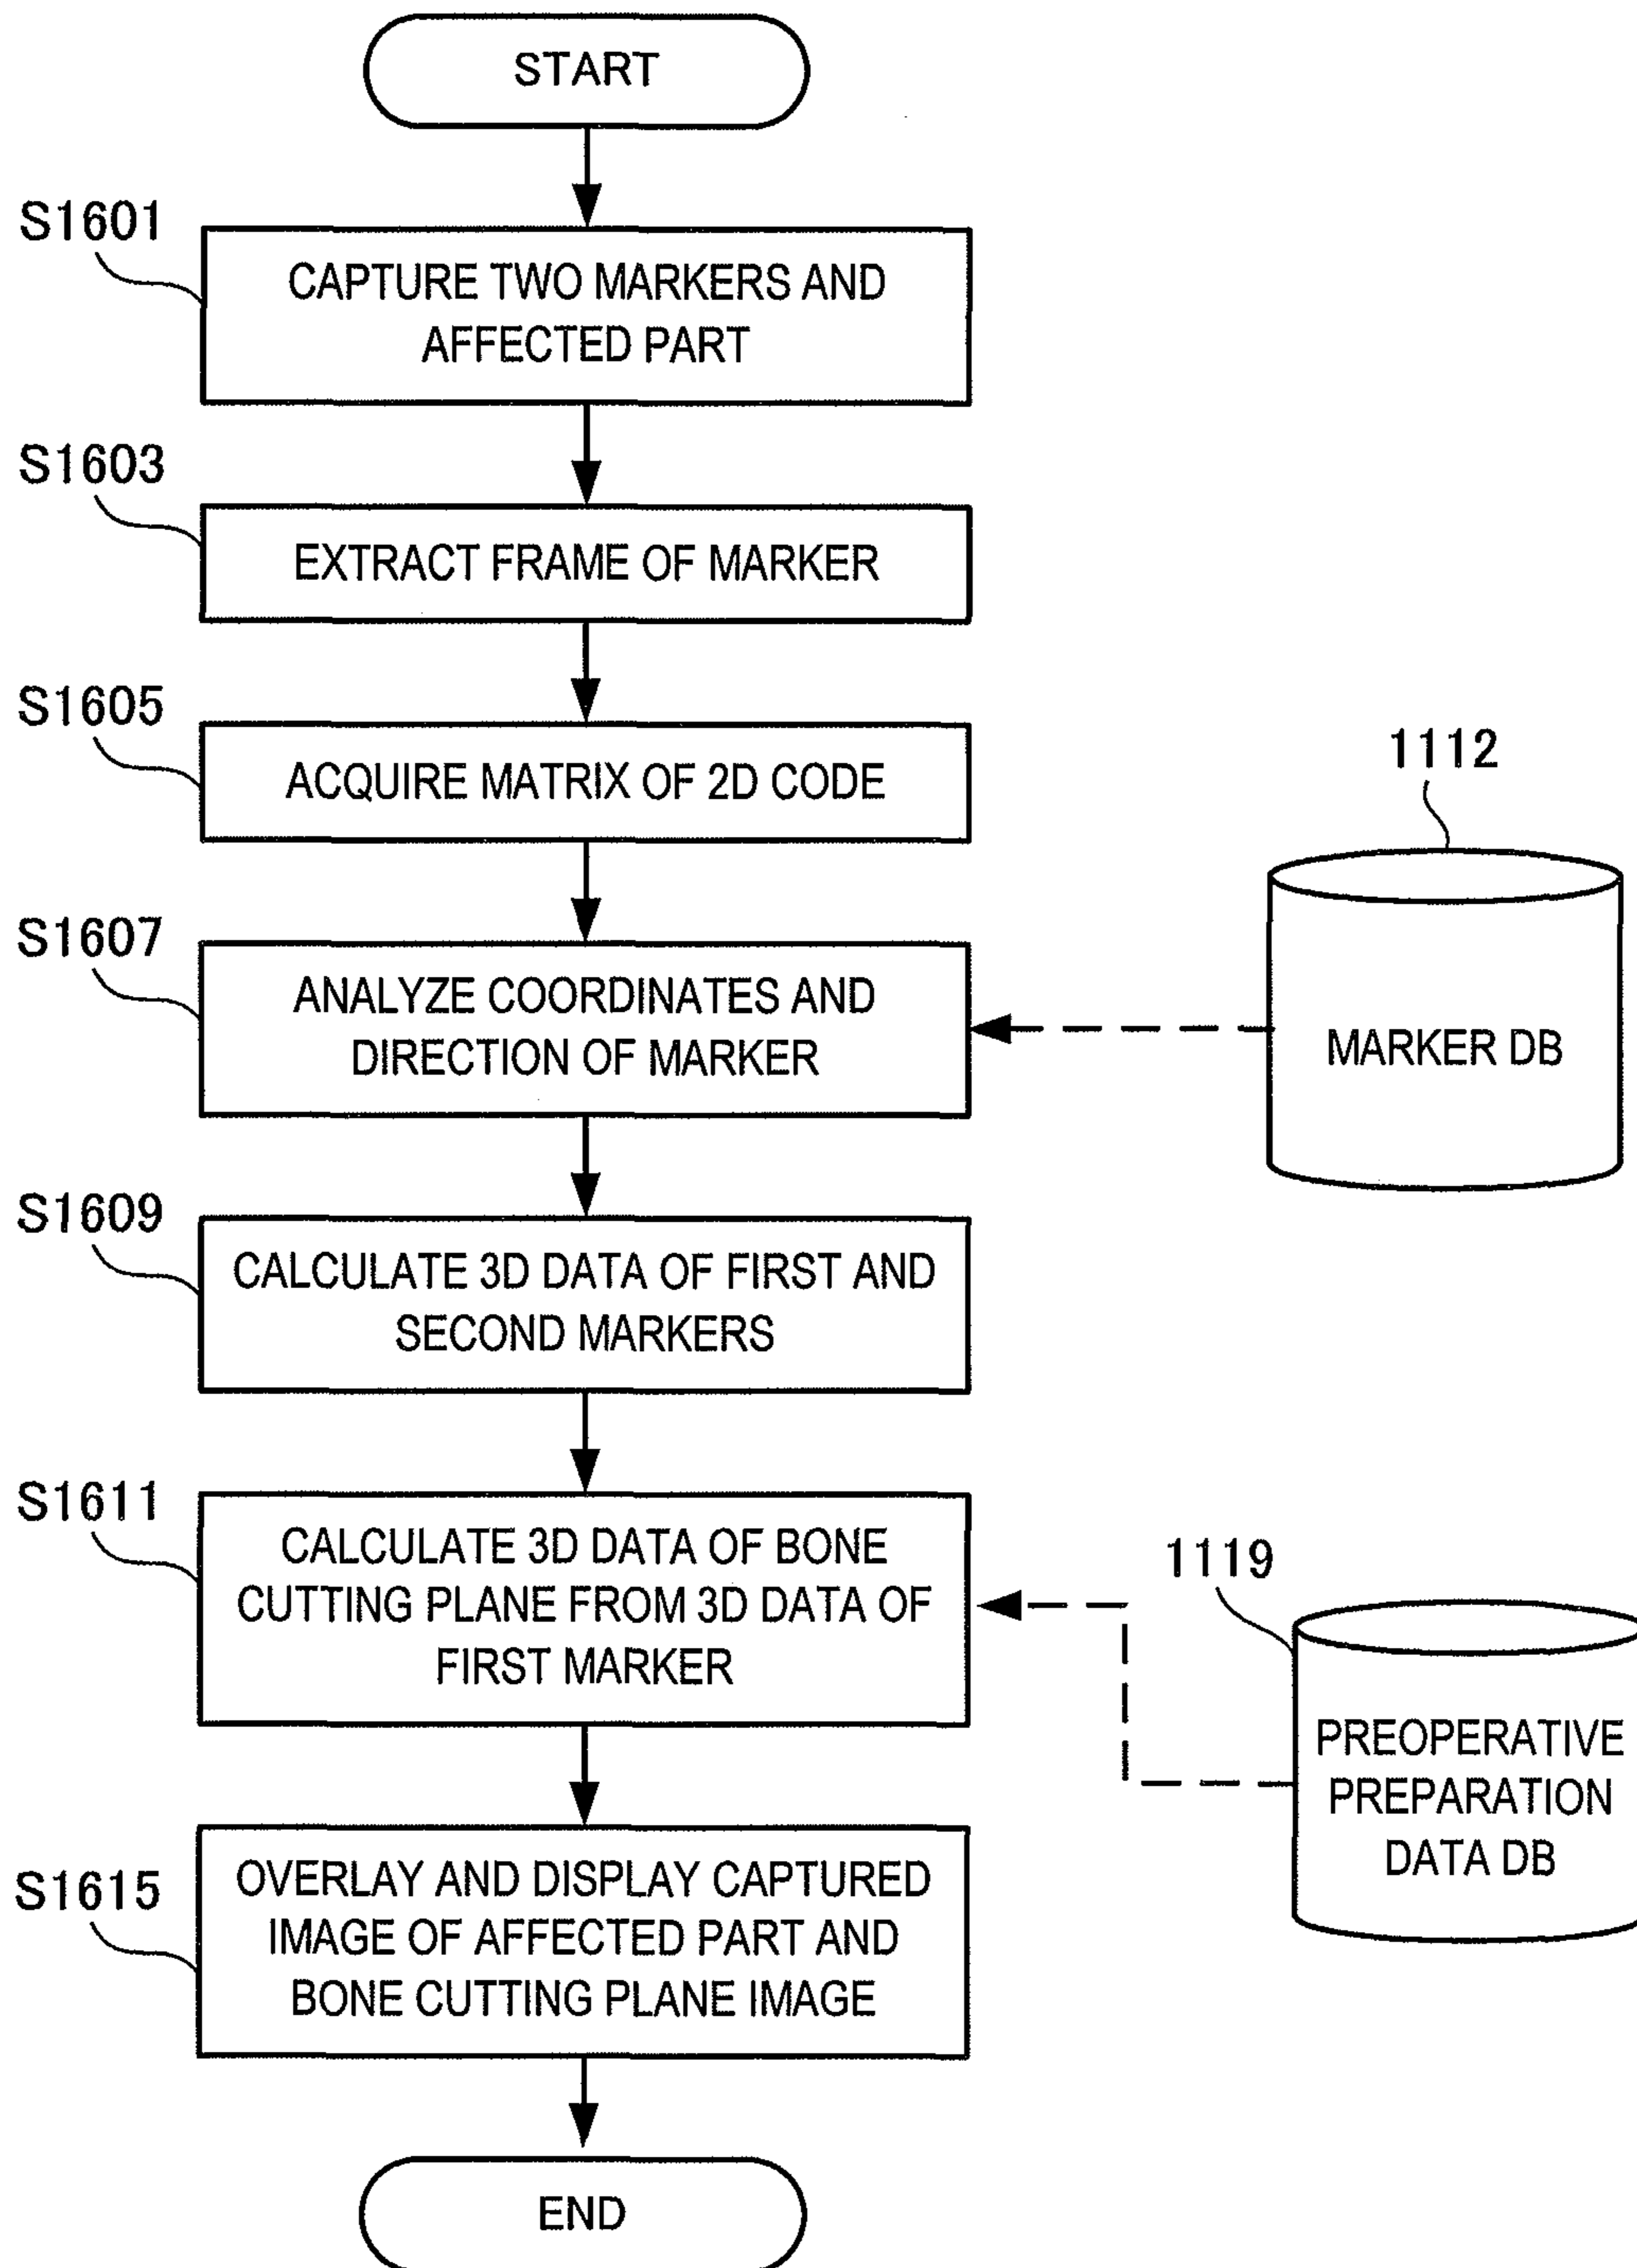 START
S1601
CAPTURE TWO MARKERS AND
AFFECTED PART
S1603
EXTRACT FRAME OF MARKER
S1605
ACQUIRE MATRIX OF 2D CODE
1112
S1607
ANALYZE COORDINATES AND
DIRECTION OF MARKER
MARKER DB
S1609
CALCULATE 3D DATA OF FIRST AND
SECOND MARKERS
S1611
CALCULATE 3D DATA OF BONE
CUTTING PLANE FROM 3D DATA OF
FIRST MARKER
1119
PREOPERATIVE
PREPARATION
DATA DB
S1615
OVERLAY AND DISPLAY CAPTURED
IMAGE OF AFFECTED PART AND
BONE CUTTING PLANE IMAGE
END